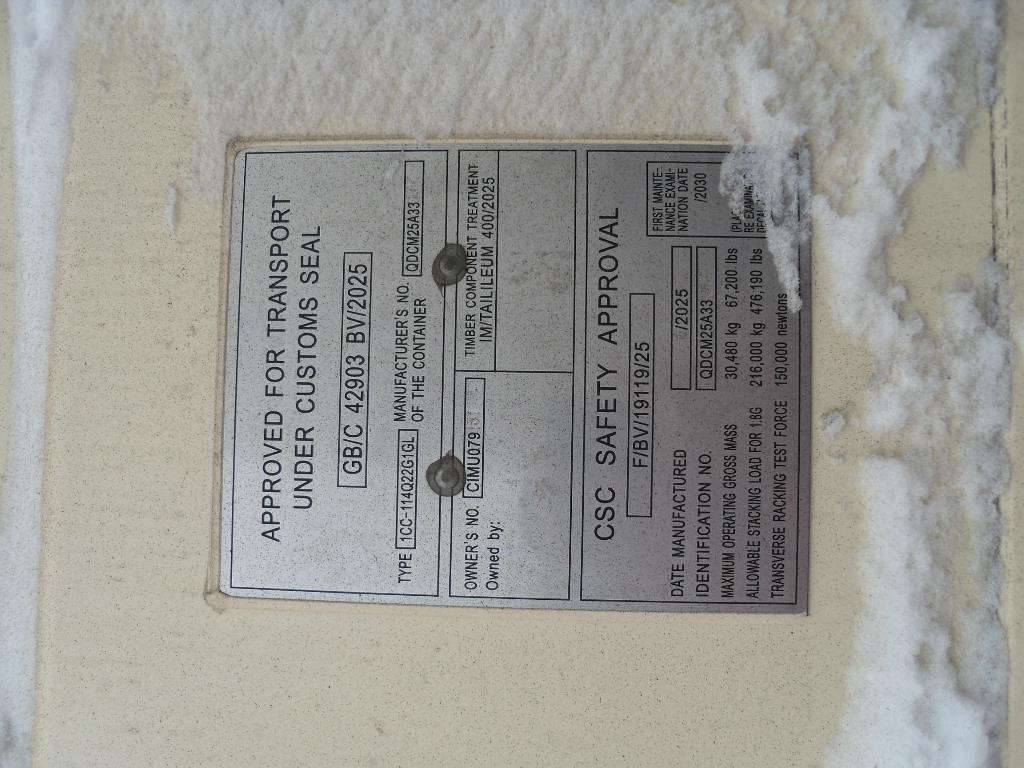 APPROVED FOR TRANSPORT
UNDER CUSTOMS SEAL
GB/C 42903 BV/2025
TYPE 1CC-114Q22G1GL MANUFACTURER'S NO. QDCM25A33
OF THE CONTAINER
OWNER'S NO. CIMU079
Owned by:
TIMBER COMPONENT TREATMENT
IM/TAILILEUM 400/2025
CSC SAFETY APPROVAL
F/BV/19119/25
DATE MANUFACTURED /2025
IDENTIFICATION NO. QDCM25A33
MAXIMUM OPERATING GROSS MASS 30,480 kg 67,200 lbs
ALLOWABLE STACKING LOAD FOR 1.8G 216,000 kg 476,190 lbs
TRANSVERSE RACKING TEST FORCE 150,000 newtons
FIRST MAINTE-
NANCE EXAMI-
NATION DATE
/2030